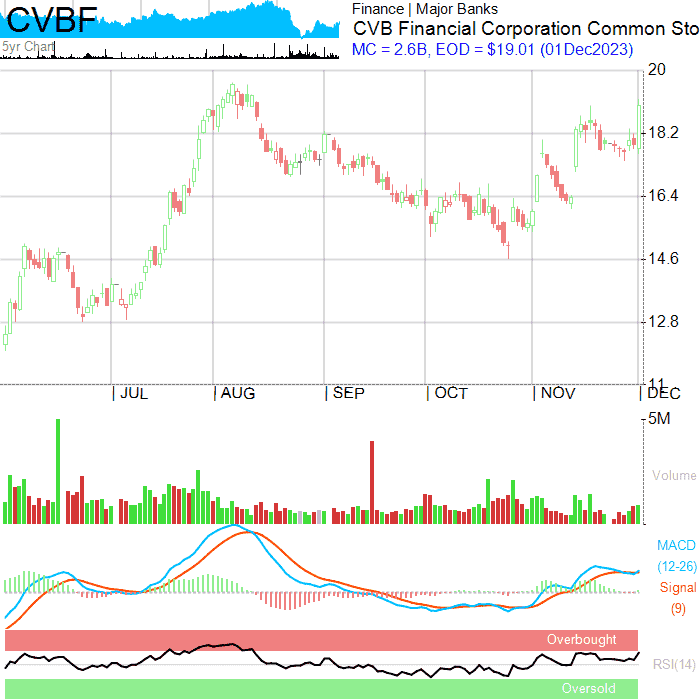 CVBF
5yr Chart
Finance | Major Banks
CVB Financial Corporation Common Sto
MC = 2.6B, EOD = $19.01 (01Dec2023)
20
18.2
16.4
14.6
12.8
11
| JUL | AUG | SEP | OCT | NOV | DEC
5M
Volume
MACD
(12-26)
Signal
(9)
Overbought
RSI(14)
Oversold